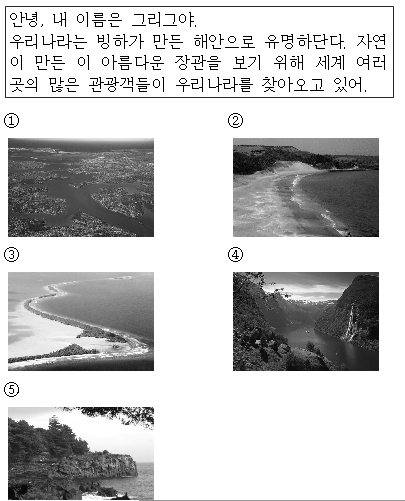 안녕, 내 이름은 그리그야.
우리나라는 빙하가 만든 해안으로 유명하단다. 자연
이 만든 이 아름다운 장관을 보기 위해 세계 여러
곳의 많은 관광객들이 우리나라를 찾아오고 있어.
① ②
③ ④
⑤